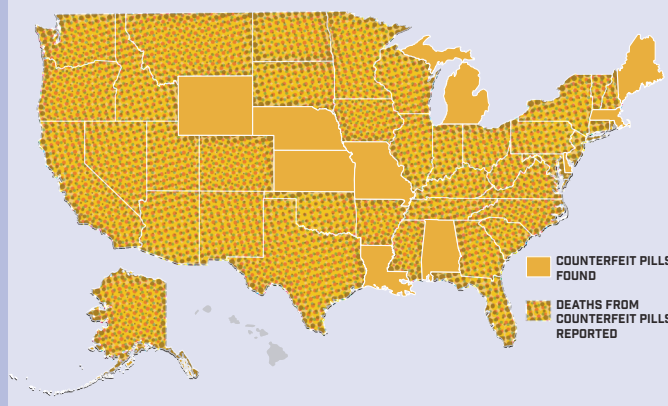 COUNTERFEIT PILLS
FOUND
DEATHS FROM
COUNTERFEIT PILLS
REPORTED